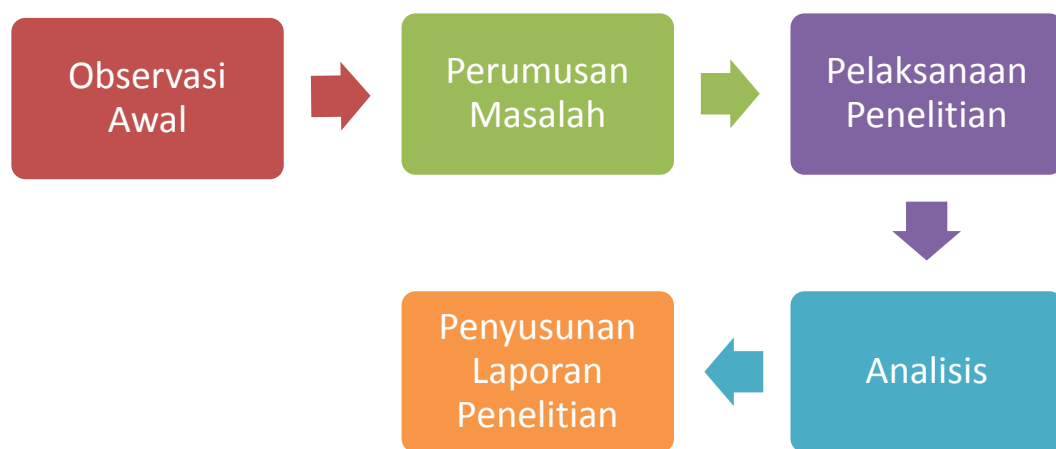 Observasi
Awal
Perumusan
Masalah
Pelaksanaan
Penelitian
Analisis
Penyusunan
Laporan
Penelitian